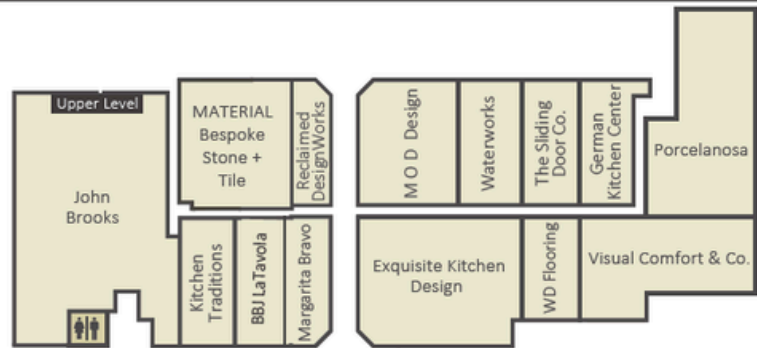 Upper Level
John
Brooks
MATERIAL
Bespoke
Stone +
Tile
Reclaimed
DesignWorks
M O D Design
Waterworks
The Sliding
Door Co.
German
Kitchen Center
Porcelanosa
Kitchen
Traditions
BBJ LaTavola
Margarita Bravo
Exquisite Kitchen
Design
WD Flooring
Visual Comfort & Co.